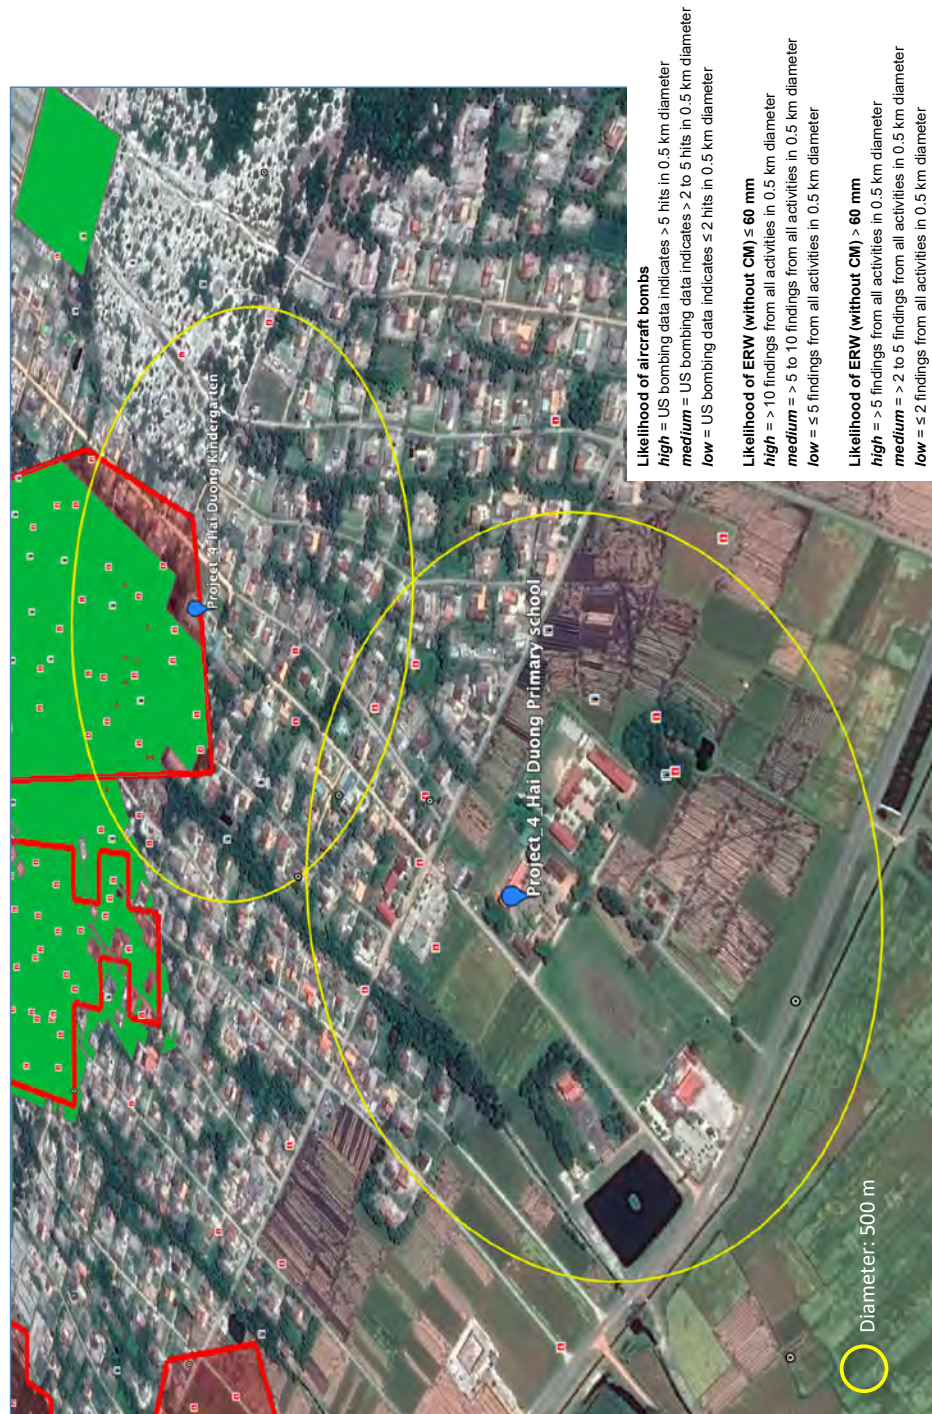 Project_4_Hai Duong Kindergarten
Project_4_Hai Duong Primary school
Diameter: 500 m
Likelihood of aircraft bombs
high = US bombing data indicates > 5 hits in 0.5 km diameter
medium = US bombing data indicates > 2 to 5 hits in 0.5 km diameter
low = US bombing data indicates ≤ 2 hits in 0.5 km diameter
Likelihood of ERW (without CM) ≤ 60 mm
high = > 10 findings from all activities in 0.5 km diameter
medium = > 5 to 10 findings from all activities in 0.5 km diameter
low = ≤ 5 findings from all activities in 0.5 km diameter
Likelihood of ERW (without CM) > 60 mm
high = > 5 findings from all activities in 0.5 km diameter
medium = > 2 to 5 findings from all activities in 0.5 km diameter
low = ≤ 2 findings from all activities in 0.5 km diameter